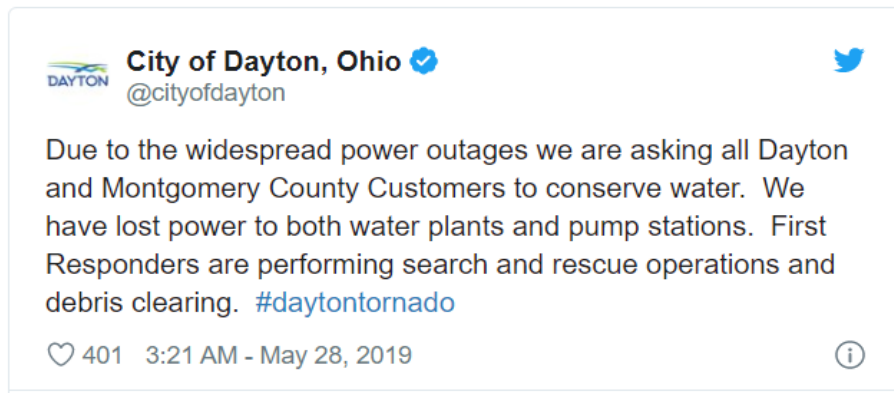 City of Dayton, Ohio
DAYTON
@cityofdayton
Due to the widespread power outages we are asking all Dayton
and Montgomery County Customers to conserve water.  We
have lost power to both water plants and pump stations.  First
Responders are performing search and rescue operations and
debris clearing.  #daytontornado
401   3:21 AM - May 28, 2019